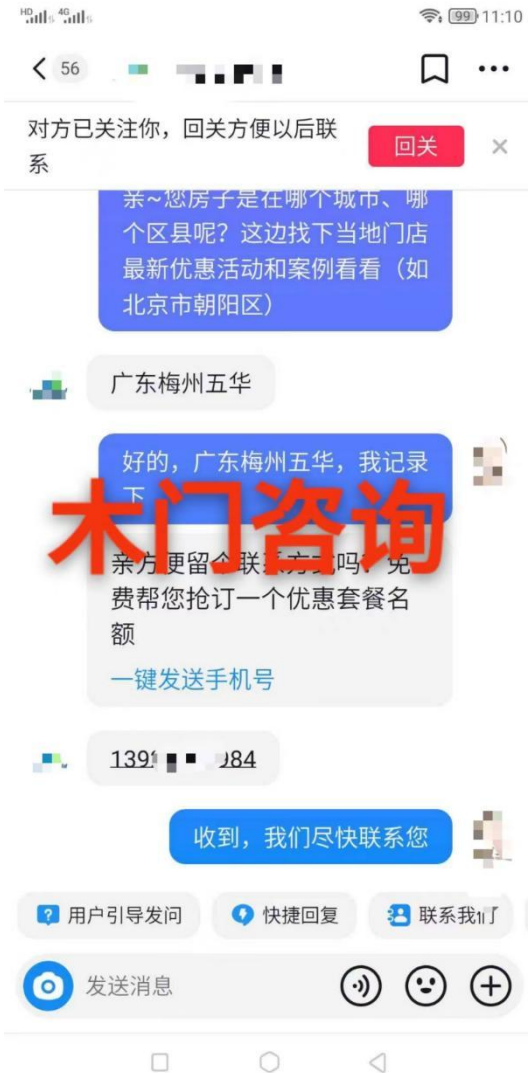 HD 4G 99 11:10
56
对方已关注你，回关方便以后联
系
回关
亲~您房子是在哪个城市、哪
个区县呢？这边找下当地门店
最新优惠活动和案例看看（如
北京市朝阳区）
广东梅州五华
好的，广东梅州五华，我记录
下
木门咨询
亲方便留个联系方式吗，免
费帮您抢订一个优惠套餐名
额
一键发送手机号
139 984
收到，我们尽快联系您
用户引导发问
快捷回复
联系我们
发送消息